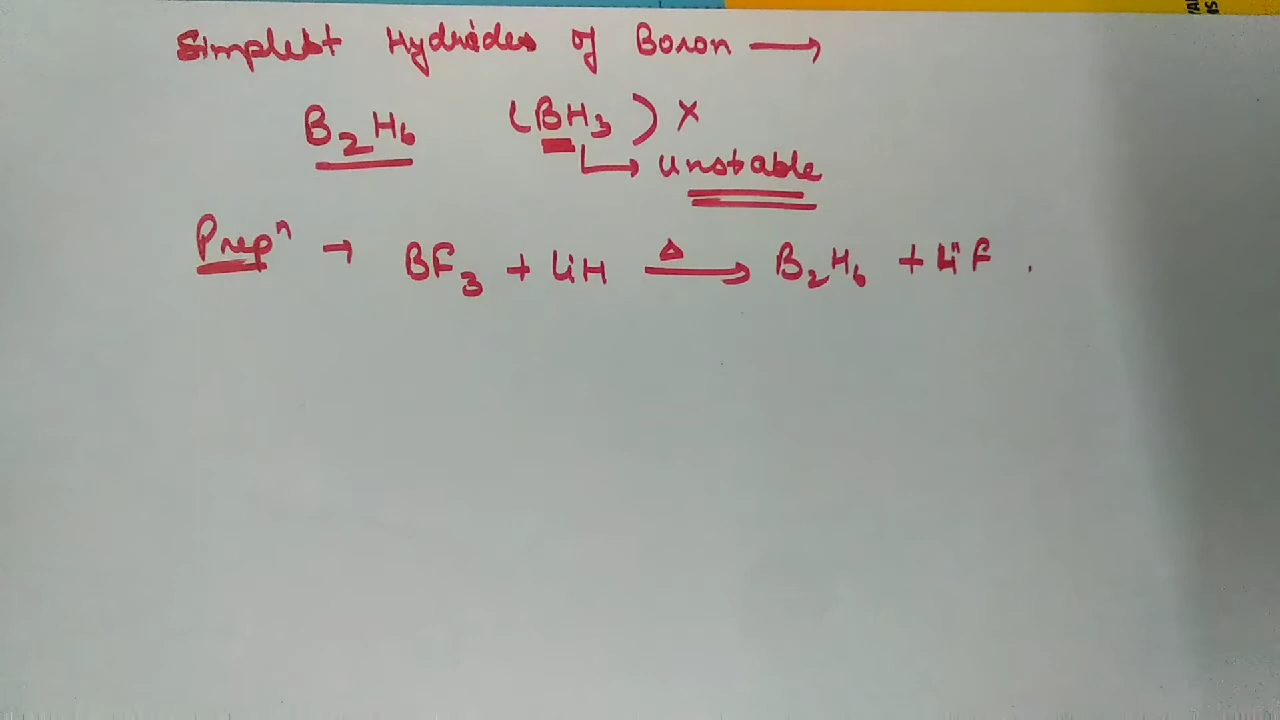 Simplest Hydrides of Boron ⟶
B₂H₆ (BH₃) ✗
↳ unstable
Prepⁿ → BF₃ + LiH —Δ→ B₂H₆ + LiF .